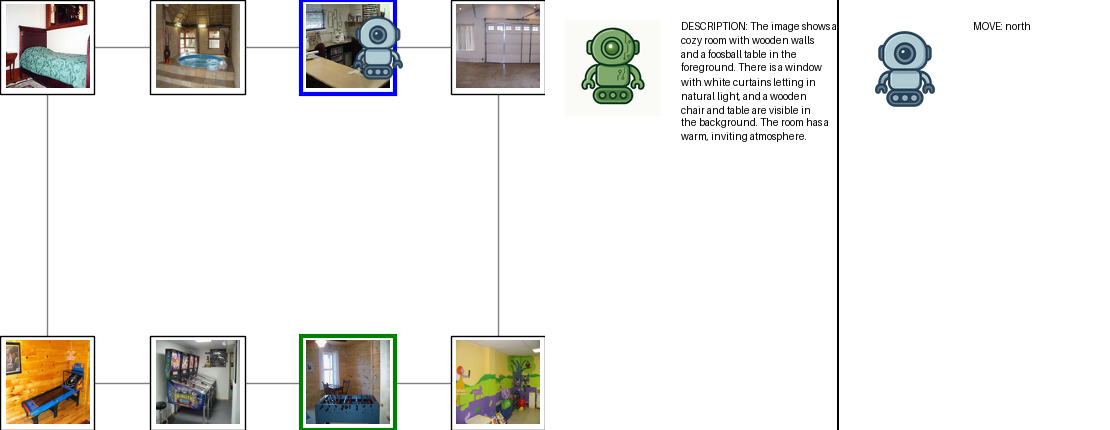 DESCRIPTION: The image shows a
cozy room with wooden walls
and a foosball table in the
foreground. There is a window
with white curtains letting in
natural light, and a wooden
chair and table are visible in
the background. The room has a
warm, inviting atmosphere.
MOVE: north